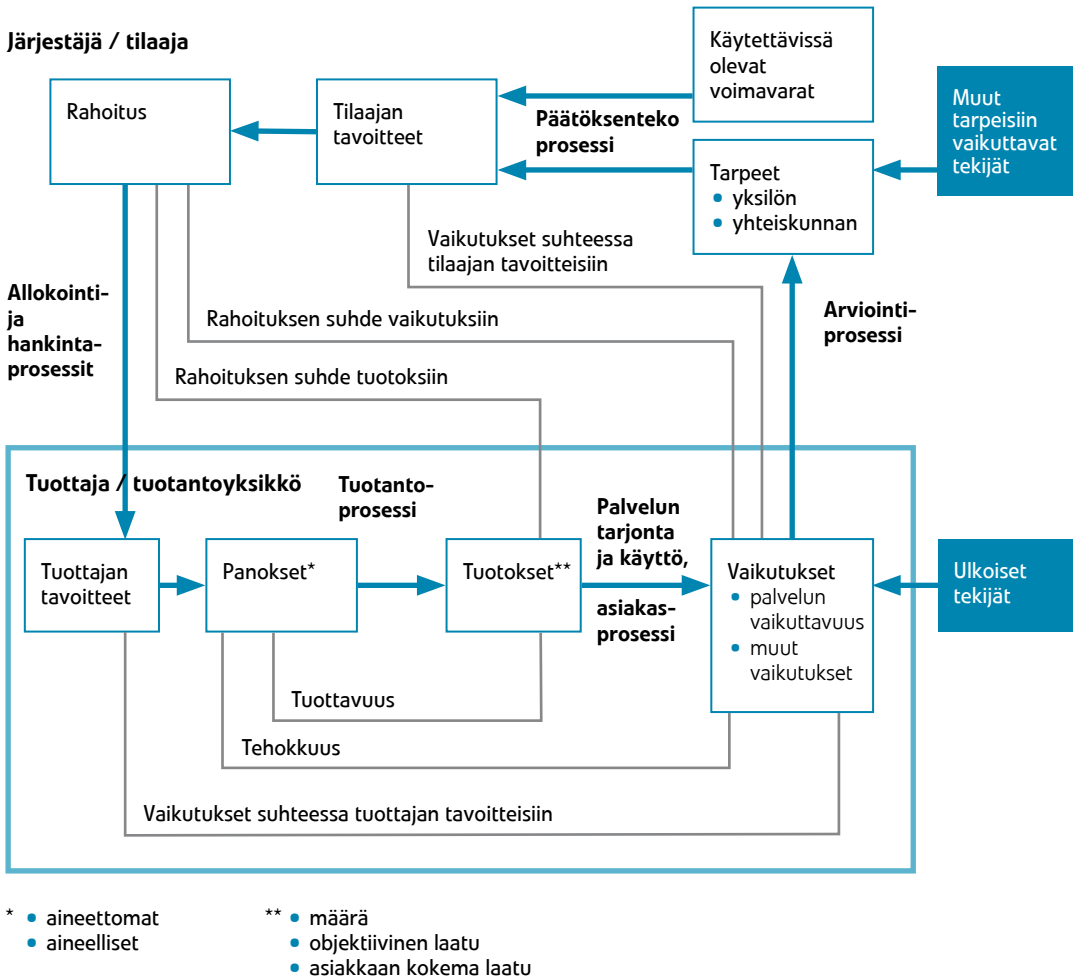 Järjestäjä / tilaaja
Rahoitus
Tilaajan
tavoitteet
Päätöksenteko
prosessi
Käytettävissä
olevat
voimavarat
Tarpeet
• yksilön
• yhteiskunnan
Muut
tarpeisiin
vaikuttavat
tekijät
Vaikutukset suhteessa
tilaajan tavoitteisiin
Allokointi-
ja
hankinta-
prosessit
Rahoituksen suhde vaikutuksiin
Rahoituksen suhde tuotoksiin
Arviointi-
prosessi
Tuottaja / tuotantoyksikkö
Tuotanto-
prosessi
Palvelun
tarjonta
ja käyttö,
asiakas-
prosessi
Tuottajan
tavoitteet
Panokset*
Tuotokset**
Vaikutukset
• palvelun
vaikuttavuus
• muut
vaikutukset
Ulkoiset
tekijät
Tuottavuus
Tehokkuus
Vaikutukset suhteessa tuottajan tavoitteisiin
* • aineettomat
• aineelliset
** • määrä
• objektiivinen laatu
• asiakkaan kokema laatu